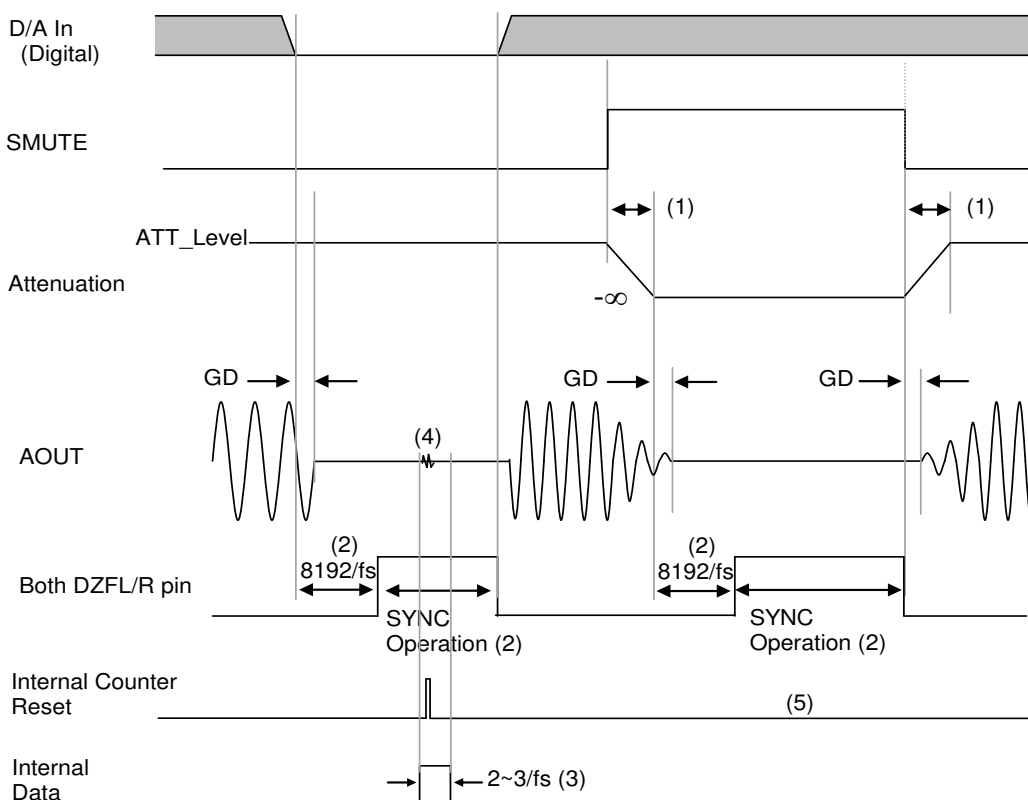 D/A In
(Digital)
SMUTE
(1)
(1)
ATT_Level
Attenuation
-∞
GD
GD
GD
(4)
AOUT
(2)
(2)
8192/fs
8192/fs
Both DZFL/R pin
SYNC
Operation (2)
SYNC
Operation (2)
Internal Counter
Reset
(5)
Internal
Data
2~3/fs (3)